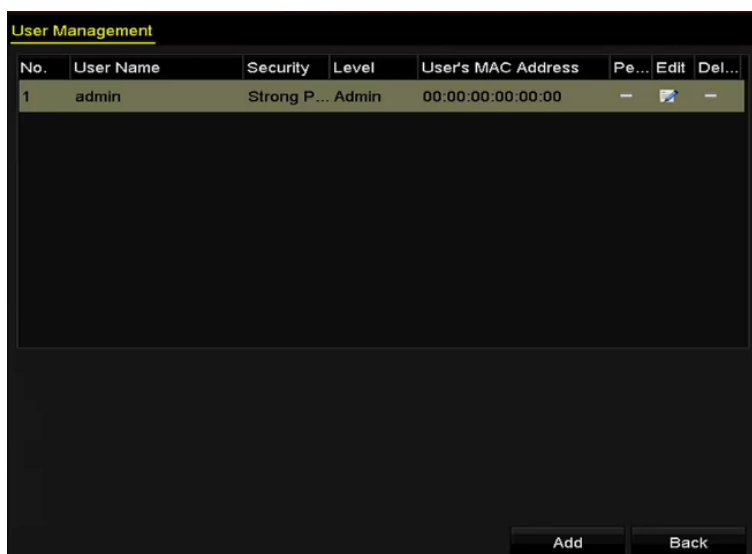 User Management
No. User Name Security Level User's MAC Address Pe... Edit Del...
1 admin Strong P... Admin 00:00:00:00:00:00 – –
Add Back